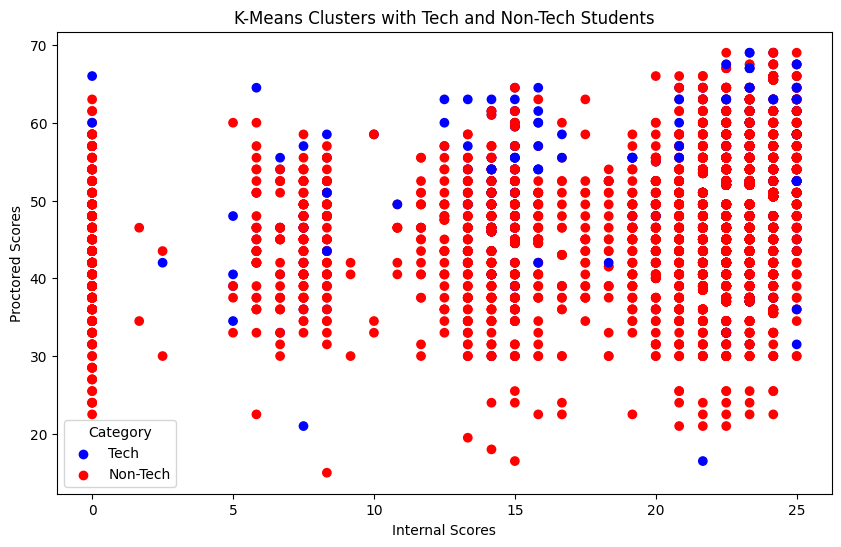 K-Means Clusters with Tech and Non-Tech Students
70
60
50
40
30
20
Proctored Scores
Category
Tech
Non-Tech
0
5
10
15
20
25
Internal Scores